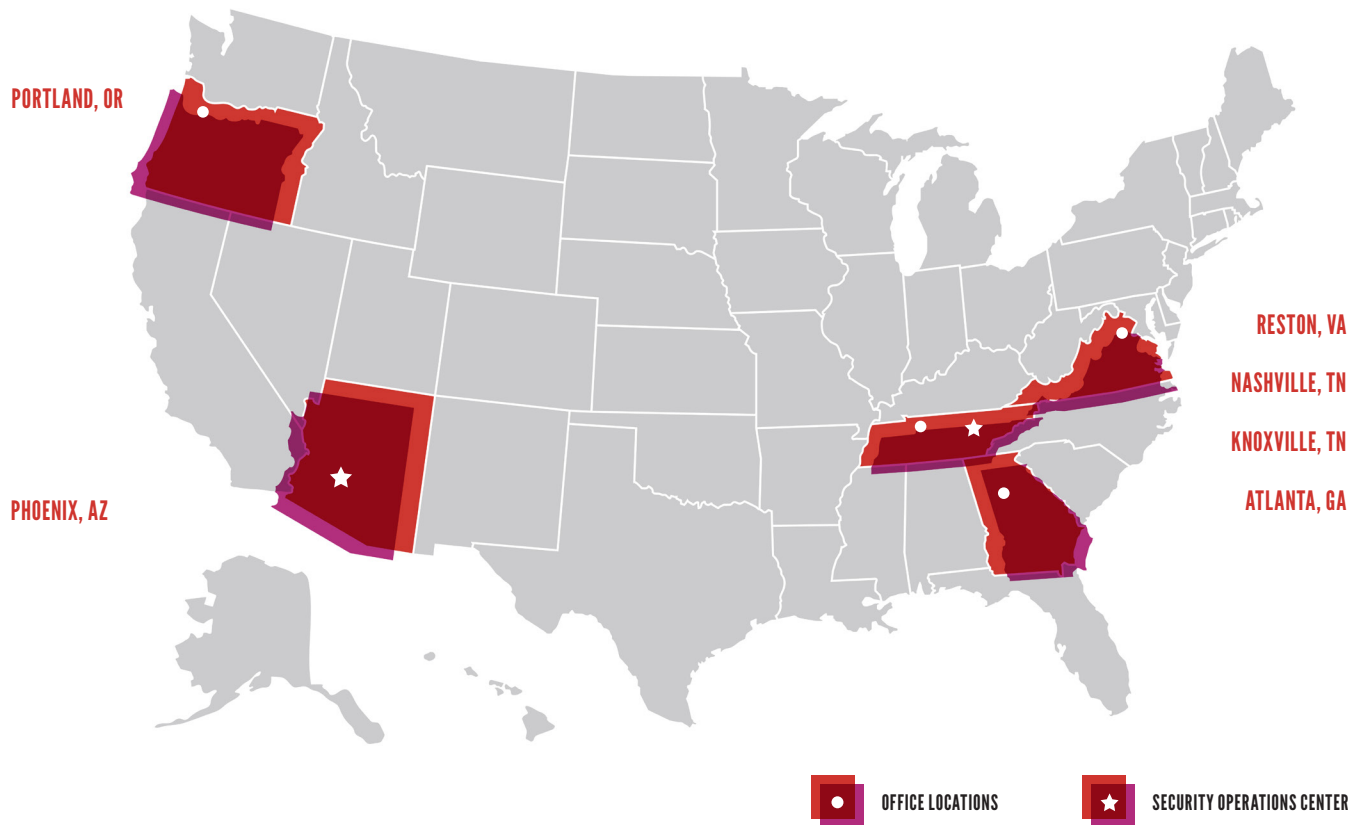 PORTLAND, OR
RESTON, VA
NASHVILLE, TN
KNOXVILLE, TN
PHOENIX, AZ
ATLANTA, GA
OFFICE LOCATIONS
SECURITY OPERATIONS CENTER